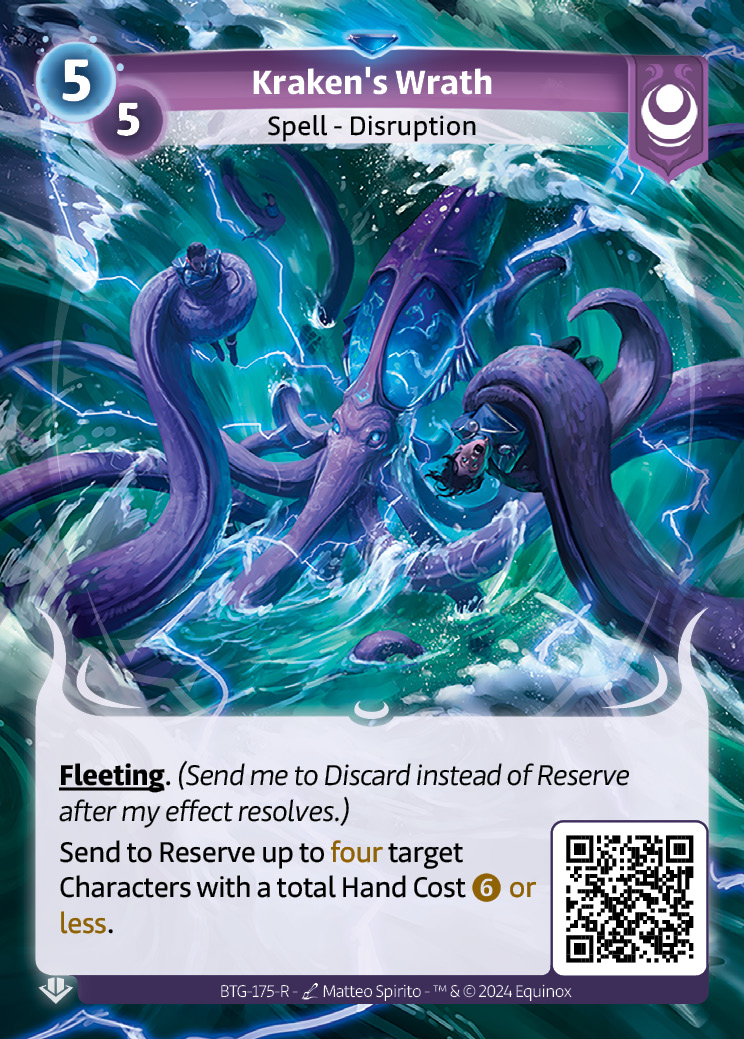 5
5
Kraken's Wrath
Spell - Disruption
Fleeting. (Send me to Discard instead of Reserve
after my effect resolves.)
Send to Reserve up to four target
Characters with a total Hand Cost 6 or
less.
BTG-175-R - Matteo Spirito - ™ & © 2024 Equinox